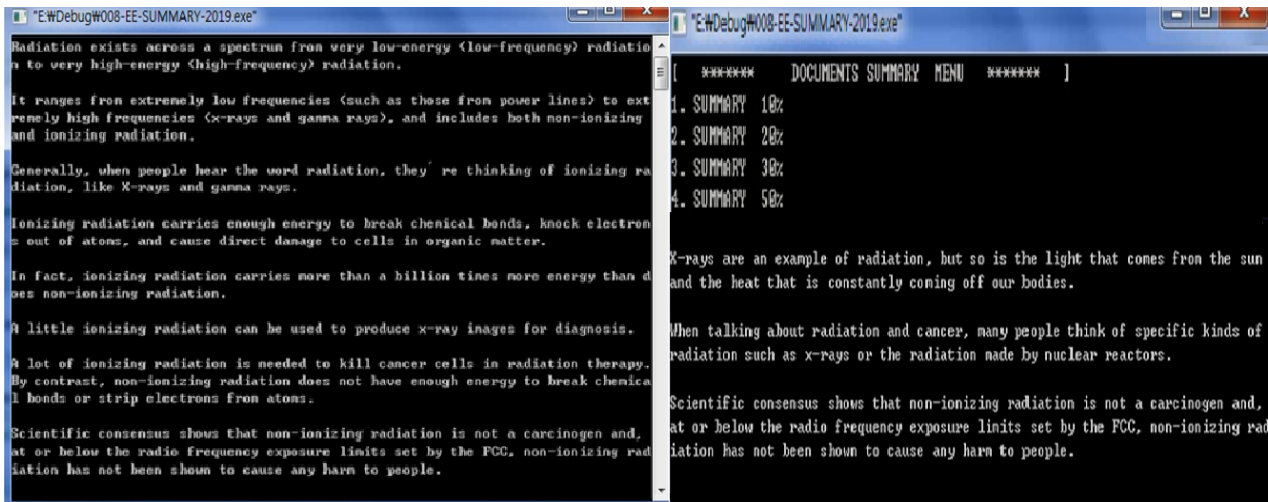 "E:₩Debug₩008-EE-SUMMARY-2019.exe"
Radiation exists across a spectrum from very low-energy (low-frequency) radiatio
n to very high-energy (high-frequency) radiation.
It ranges from extremely low frequencies (such as those from power lines) to ext
remely high frequencies (x-rays and gamma rays), and includes both non-ionizing
and ionizing radiation.
Generally, when people hear the word radiation, they' re thinking of ionizing ra
diation, like X-rays and gamma rays.
Ionizing radiation carries enough energy to break chemical bonds, knock electron
s out of atoms, and cause direct damage to cells in organic matter.
In fact, ionizing radiation carries more than a billion times more energy than d
oes non-ionizing radiation.
A little ionizing radiation can be used to produce x-ray images for diagnosis.
A lot of ionizing radiation is needed to kill cancer cells in radiation therapy.
By contrast, non-ionizing radiation does not have enough energy to break chemica
l bonds or strip electrons from atoms.
Scientific consensus shows that non-ionizing radiation is not a carcinogen and,
at or below the radio frequency exposure limits set by the FCC, non-ionizing rad
iation has not been shown to cause any harm to people.
"E:₩Debug₩008-EE-SUMMARY-2019.exe"
[ ******* DOCUMENTS SUMMARY MENU ******* ]
1. SUMMARY 10%
2. SUMMARY 20%
3. SUMMARY 30%
4. SUMMARY 50%
X-rays are an example of radiation, but so is the light that comes from the sun
and the heat that is constantly coming off our bodies.
When talking about radiation and cancer, many people think of specific kinds of
radiation such as x-rays or the radiation made by nuclear reactors.
Scientific consensus shows that non-ionizing radiation is not a carcinogen and,
at or below the radio frequency exposure limits set by the FCC, non-ionizing rad
iation has not been shown to cause any harm to people.